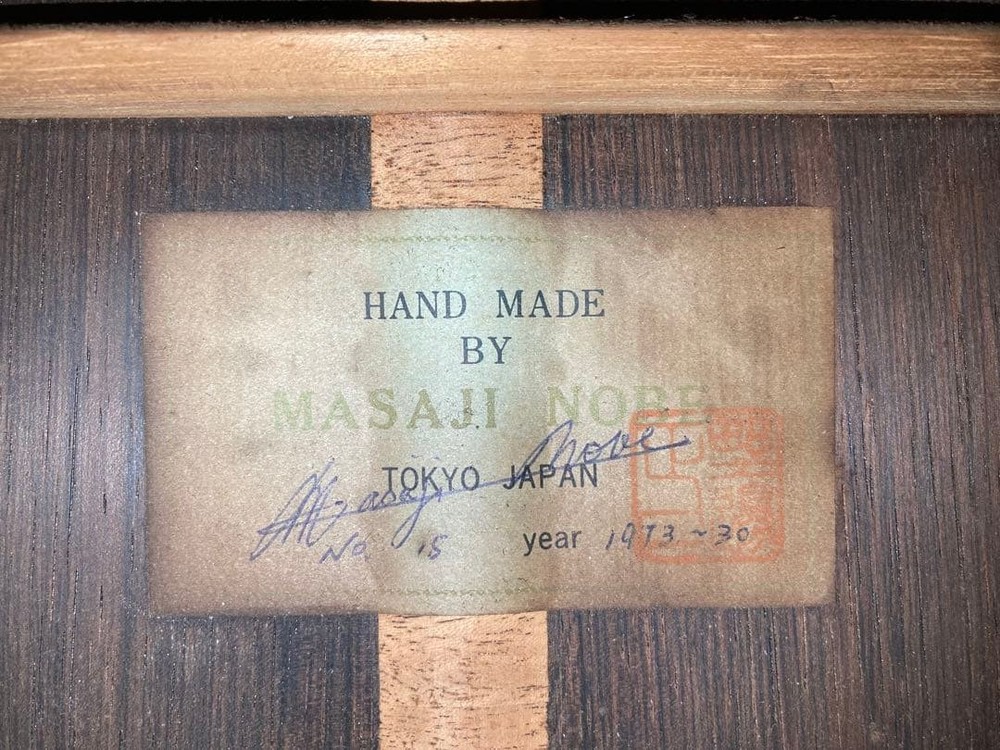 HAND MADE
BY
MASAJI NOBE
Masaji Nobe
TOKYO JAPAN
No. 15 year 1973~30